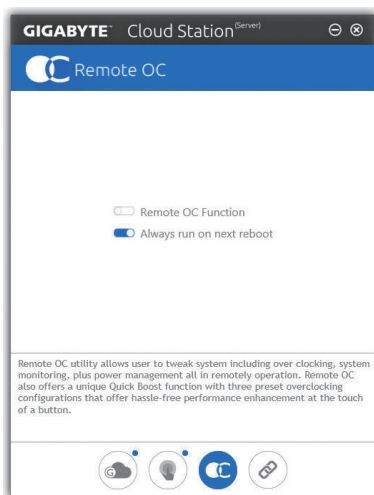 GIGABYTE™ Cloud Station (Server)
Remote OC
Remote OC Function
Always run on next reboot
Remote OC utility allows user to tweak system including over clocking, system
monitoring, plus power management all in remotely operation. Remote OC
also offers a unique Quick Boost function with three preset overclocking
configurations that offer hassle-free performance enhancement at the touch
of a button.